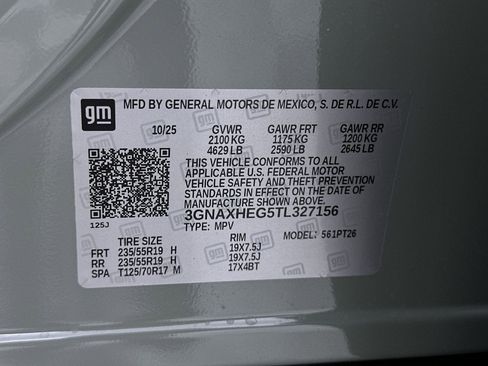 gm MFD BY GENERAL MOTORS DE MEXICO, S. DE R.L. DE C.V.
10/25 GVWR GAWR FRT GAWR RR
2100 KG 1175 KG 1200 KG
4629 LB 2590 LB 2645 LB
THIS VEHICLE CONFORMS TO ALL
APPLICABLE U.S. FEDERAL MOTOR
VEHICLE SAFETY AND THEFT PREVENTION
STANDARDS IN EFFECT ON THE DATE OF
MANUFACTURE SHOWN ABOVE.
3GNAXHEG5TL327156
125J TYPE: MPV MODEL: 561PT26
TIRE SIZE RIM
FRT 235/55R19 H 19X7.5J
RR 235/55R19 H 19X7.5J
SPA T125/70R17 M 17X4BT